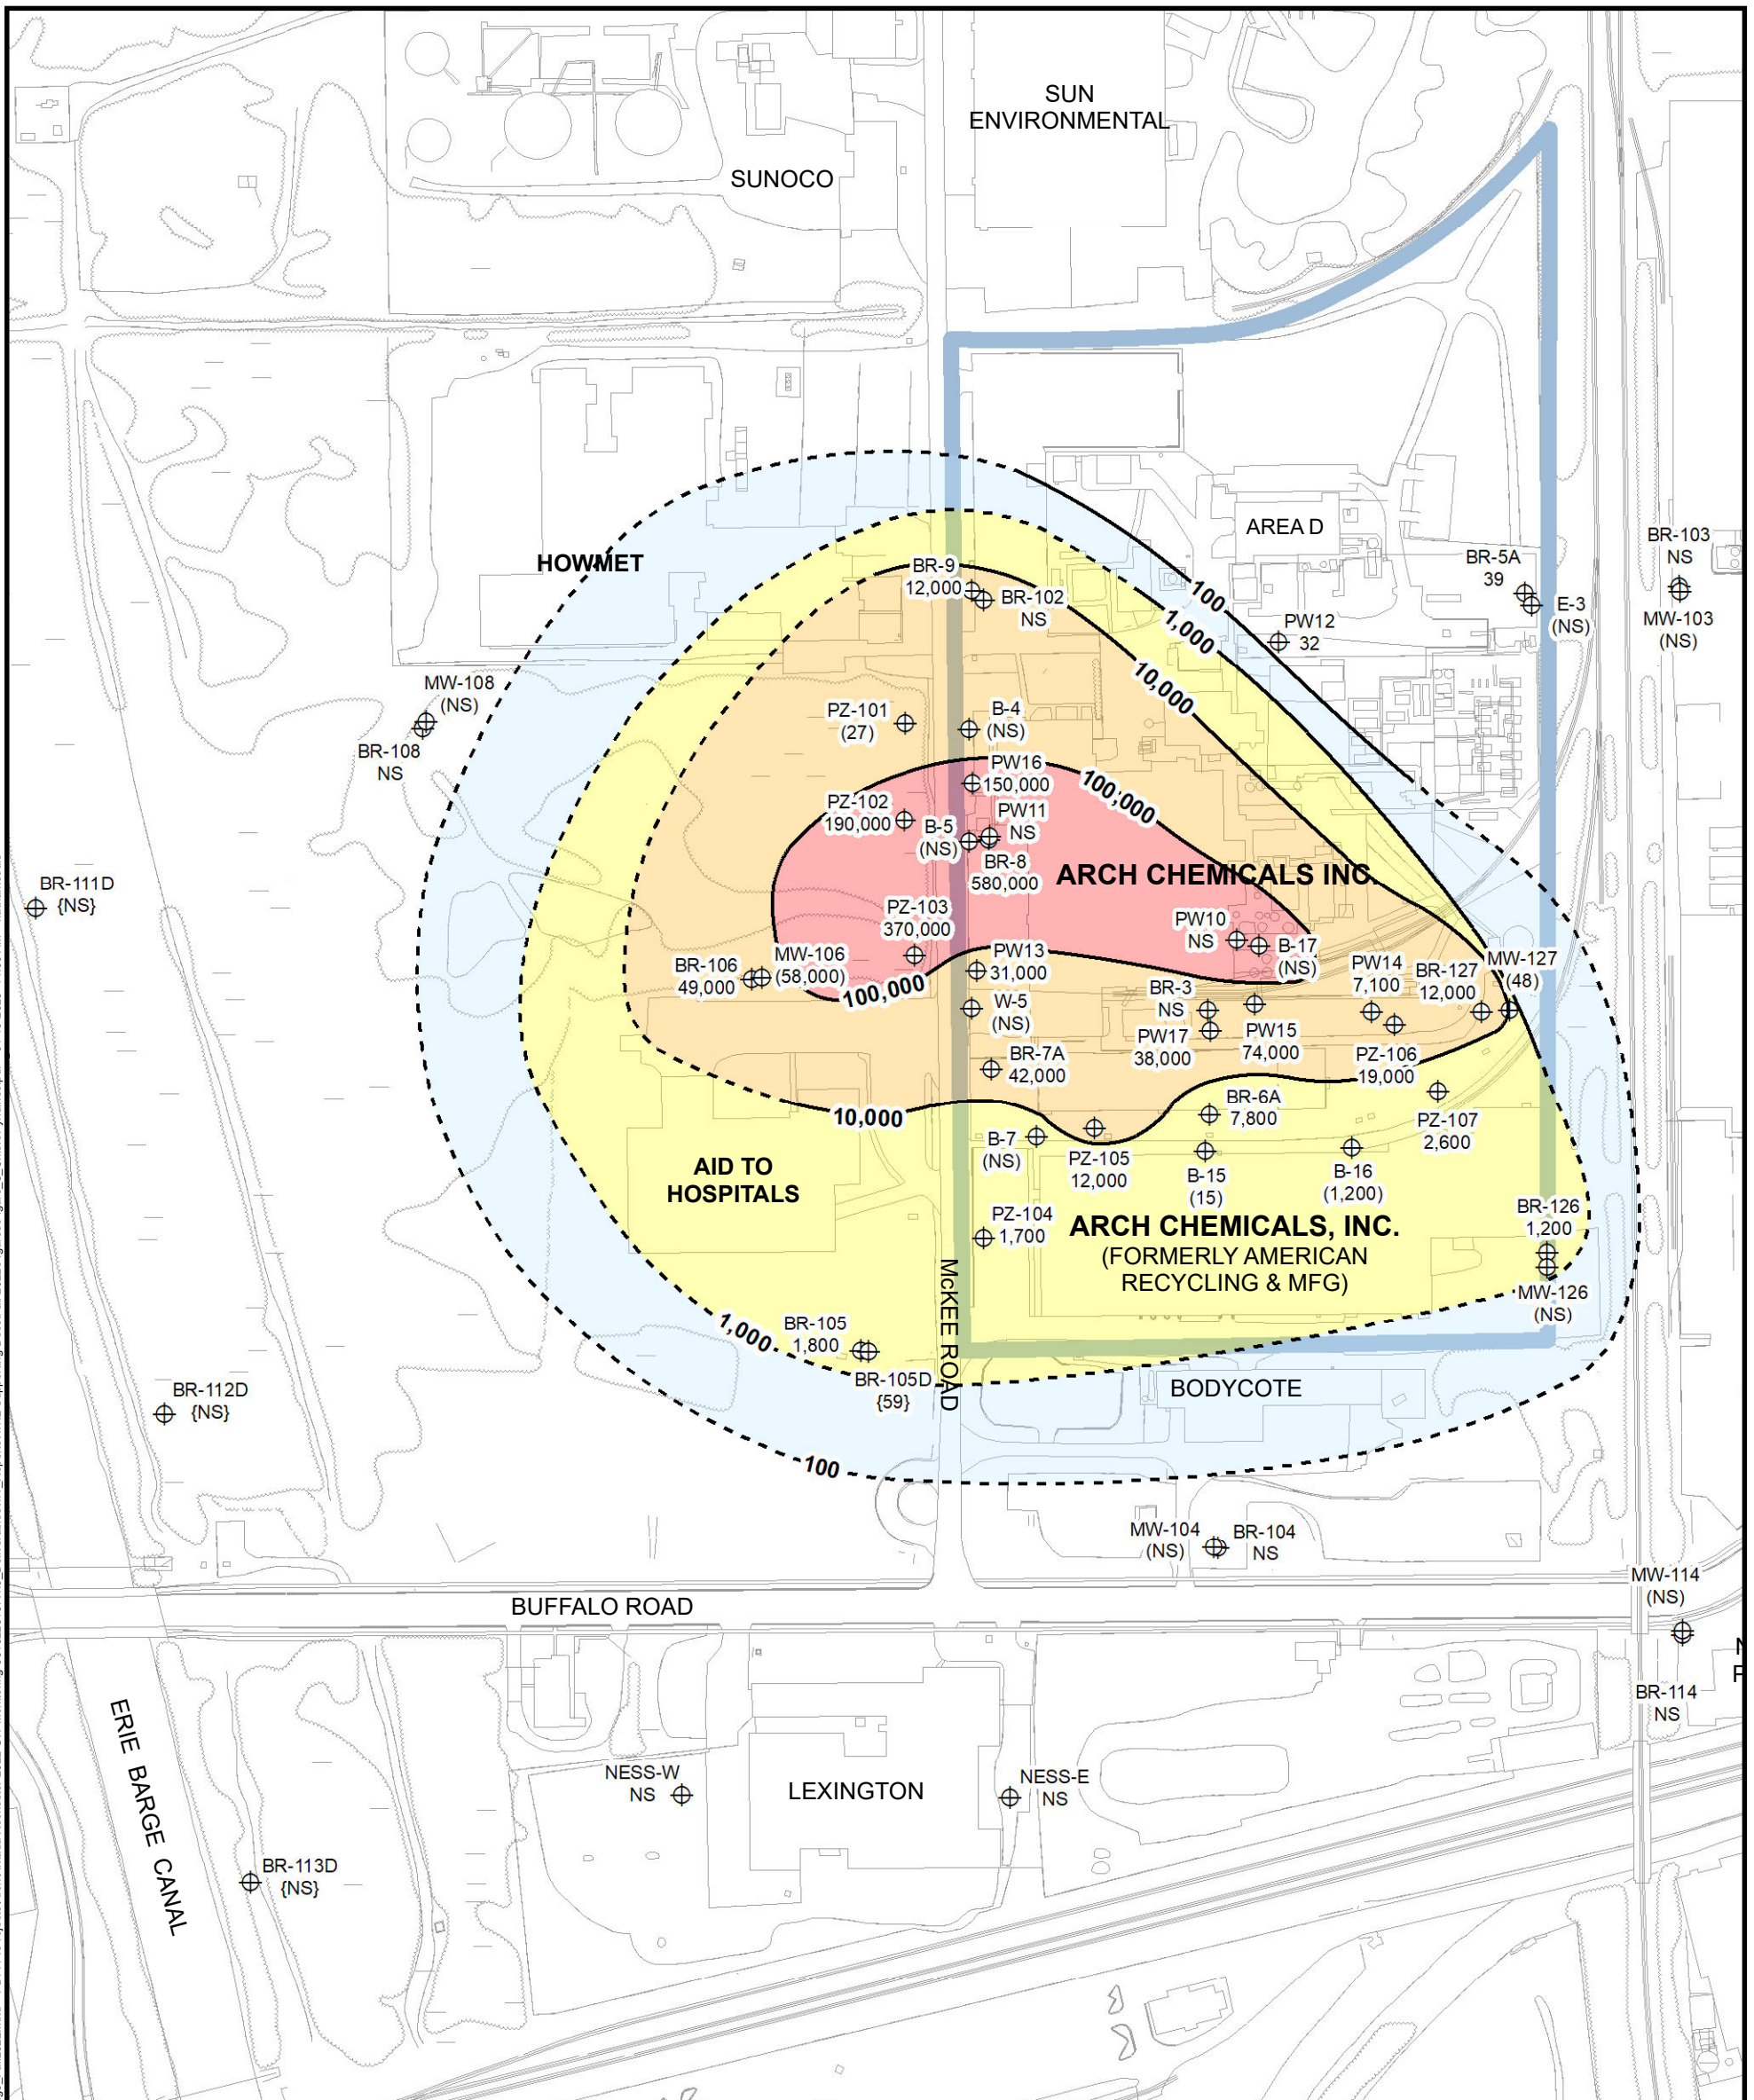 SUN
ENVIRONMENTAL
SUNOCO
HOWMET
AREA D
BR-103
NS
MW-103
(NS)
BR-5A
39
E-3
(NS)
BR-9
12,000
BR-102
NS
100
1,000
10,000
PW12
32
MW-108
(NS)
BR-108
NS
PZ-101
(27)
B-4
(NS)
PW16
150,000
100,000
PZ-102
190,000
B-5
(NS)
PW11
NS
BR-8
580,000
ARCH CHEMICALS INC.
BR-111D
{NS}
PZ-103
370,000
PW10
NS
B-17
(NS)
BR-106
49,000
MW-106
(58,000)
100,000
PW13
31,000
W-5
(NS)
BR-3
NS
PW17
38,000
PW15
74,000
PW14
7,100
BR-127
12,000
MW-127
(48)
PZ-106
19,000
BR-7A
42,000
10,000
BR-6A
7,800
PZ-107
2,600
B-7
(NS)
PZ-105
12,000
B-15
(15)
B-16
(1,200)
AID TO
HOSPITALS
PZ-104
1,700
ARCH CHEMICALS, INC.
(FORMERLY AMERICAN
RECYCLING & MFG)
BR-126
1,200
MW-126
(NS)
McKEE ROAD
1,000
BR-105
1,800
BR-105D
{59}
BODYCOTE
BR-112D
{NS}
100
MW-104
(NS)
BR-104
NS
BUFFALO ROAD
MW-114
(NS)
BR-114
NS
ERIE BARGE CANAL
NESS-W
NS
LEXINGTON
NESS-E
NS
BR-113D
{NS}